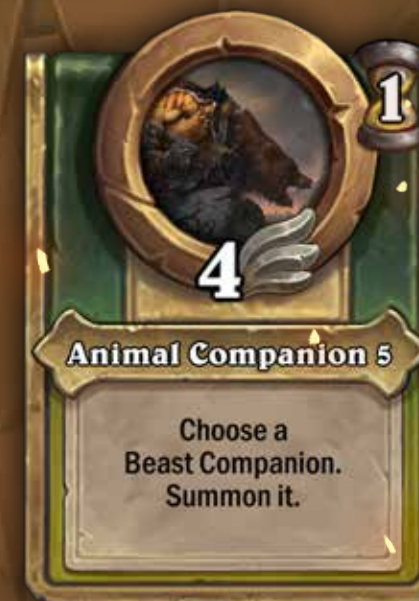 1
4
Animal Companion 5
Choose a
Beast Companion.
Summon it.